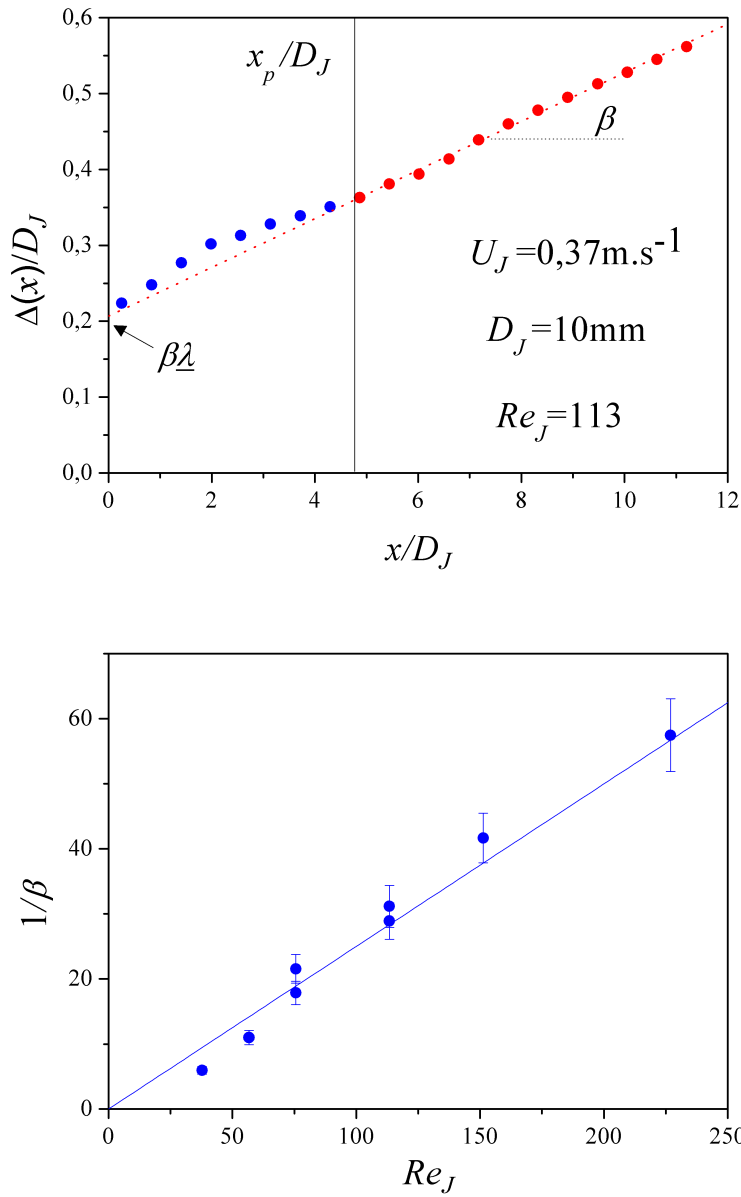 0,6
x_p/D_J
0,5
β
0,4
Δ(x)/D_J
0,3
U_J=0,37m.s⁻¹
0,2
D_J=10mm
βλ̲
0,1
Re_J=113
0,0
0 2 4 6 8 10 12
x/D_J
60
40
1/β
20
0
0 50 100 150 200 250
Re_J